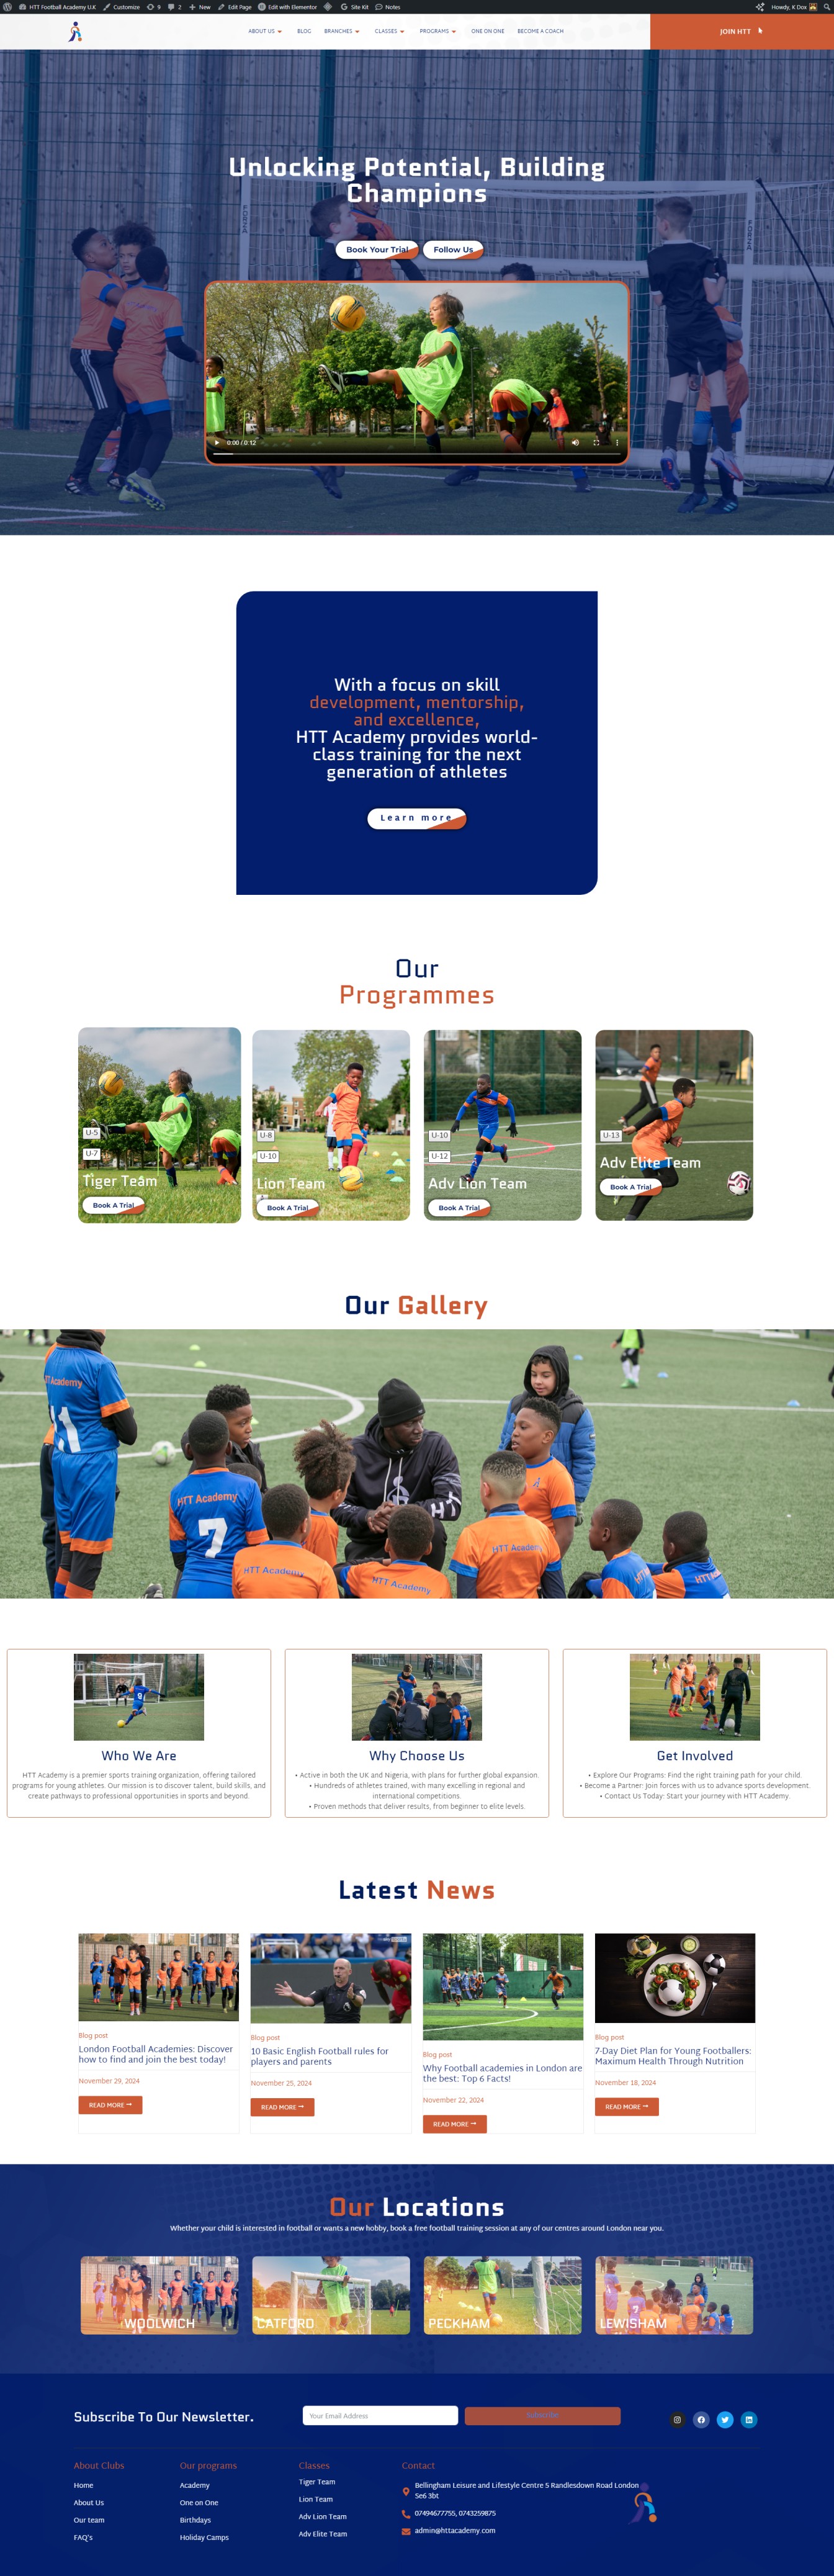 HTT Football Academy U.K Customize 9 2 New Edit Page Edit with Elementor Site Kit Notes Howdy, K Dox
ABOUT US BLOG BRANCHES CLASSES PROGRAMS ONE ON ONE BECOME A COACH JOIN HTT
Unlocking Potential, Building
Champions
Book Your Trial Follow Us
0:00 / 0:12
With a focus on skill
development, mentorship,
and excellence,
HTT Academy provides world-
class training for the next
generation of athletes
Learn more
Our
Programmes
U-5
U-7
Tiger Team
Book A Trial
U-8
U-10
Lion Team
Book A Trial
U-10
U-12
Adv Lion Team
Book A Trial
U-13
Adv Elite Team
Book A Trial
Our Gallery
Academy
HTT Academy
7
HTT Academy
HTT Academy
HTT Academy
HTT
Who We Are
HTT Academy is a premier sports training organization, offering tailored
programs for young athletes. Our mission is to discover talent, build skills, and
create pathways to professional opportunities in sports and beyond.
Why Choose Us
• Active in both the UK and Nigeria, with plans for further global expansion.
• Hundreds of athletes trained, with many excelling in regional and
international competitions.
• Proven methods that deliver results, from beginner to elite levels.
Get Involved
• Explore Our Programs: Find the right training path for your child.
• Become a Partner: Join forces with us to advance sports development.
• Contact Us Today: Start your journey with HTT Academy.
Latest News
Blog post
London Football Academies: Discover
how to find and join the best today!
November 29, 2024
READ MORE
Blog post
10 Basic English Football rules for
players and parents
November 25, 2024
READ MORE
Blog post
Why Football academies in London are
the best: Top 6 Facts!
November 22, 2024
READ MORE
Blog post
7-Day Diet Plan for Young Footballers:
Maximum Health Through Nutrition
November 18, 2024
READ MORE
Our Locations
Whether your child is interested in football or wants a new hobby, book a free football training session at any of our centres around London near you.
WOOLWICH
CATFORD
PECKHAM
LEWISHAM
Subscribe To Our Newsletter.
Your Email Address
Subscribe
About Clubs
Home
About Us
Our team
FAQ's
Our programs
Academy
One on One
Birthdays
Holiday Camps
Classes
Tiger Team
Lion Team
Adv Lion Team
Adv Elite Team
Contact
Bellingham Leisure and Lifestyle Centre 5 Randlesdown Road London
Se6 3bt
07494677755, 0743259875
admin@httacademy.com